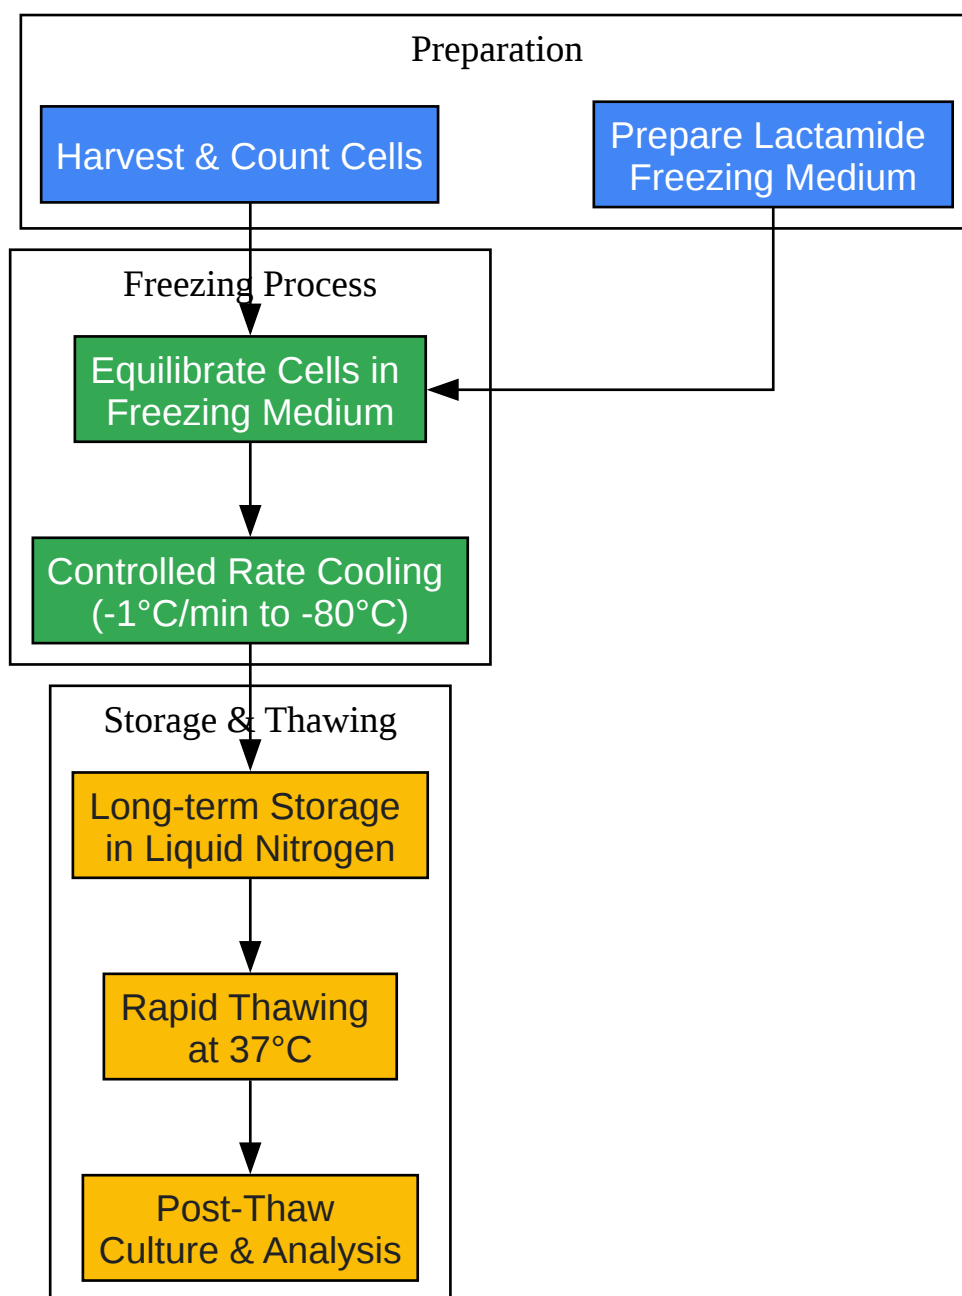 Preparation
Harvest & Count Cells
Prepare Lactamide
Freezing Medium
Freezing Process
Equilibrate Cells in
Freezing Medium
Controlled Rate Cooling
(-1°C/min to -80°C)
Storage & Thawing
Long-term Storage
in Liquid Nitrogen
Rapid Thawing
at 37°C
Post-Thaw
Culture & Analysis